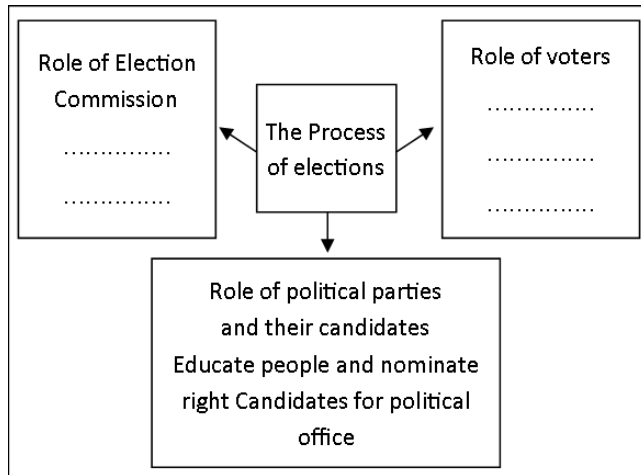 Role of Election
Commission
...............
...............
The Process
of elections
Role of voters
...............
...............
...............
Role of political parties
and their candidates
Educate people and nominate
right Candidates for political
office